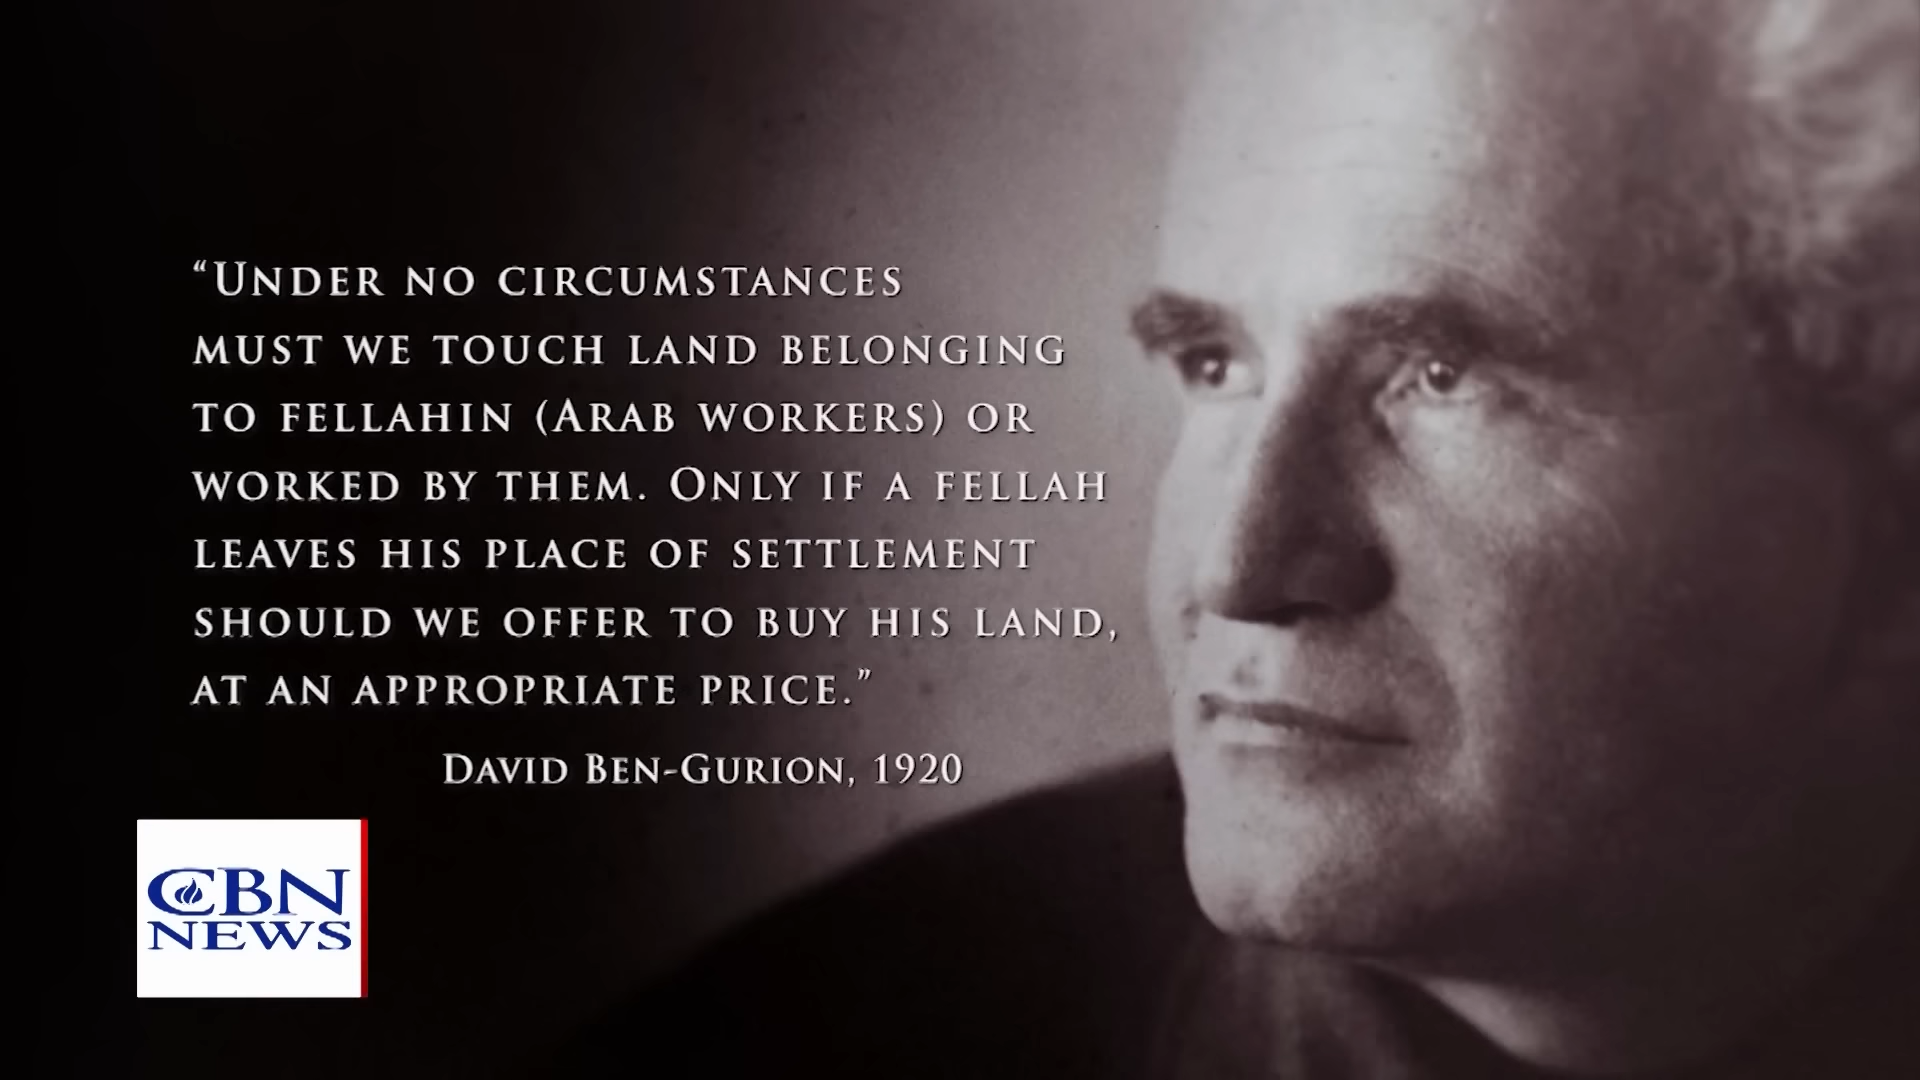 “Under no circumstances
must we touch land belonging
to fellahin (Arab workers) or
worked by them. Only if a fellah
leaves his place of settlement
should we offer to buy his land,
at an appropriate price.”
David Ben-Gurion, 1920
CBN
NEWS